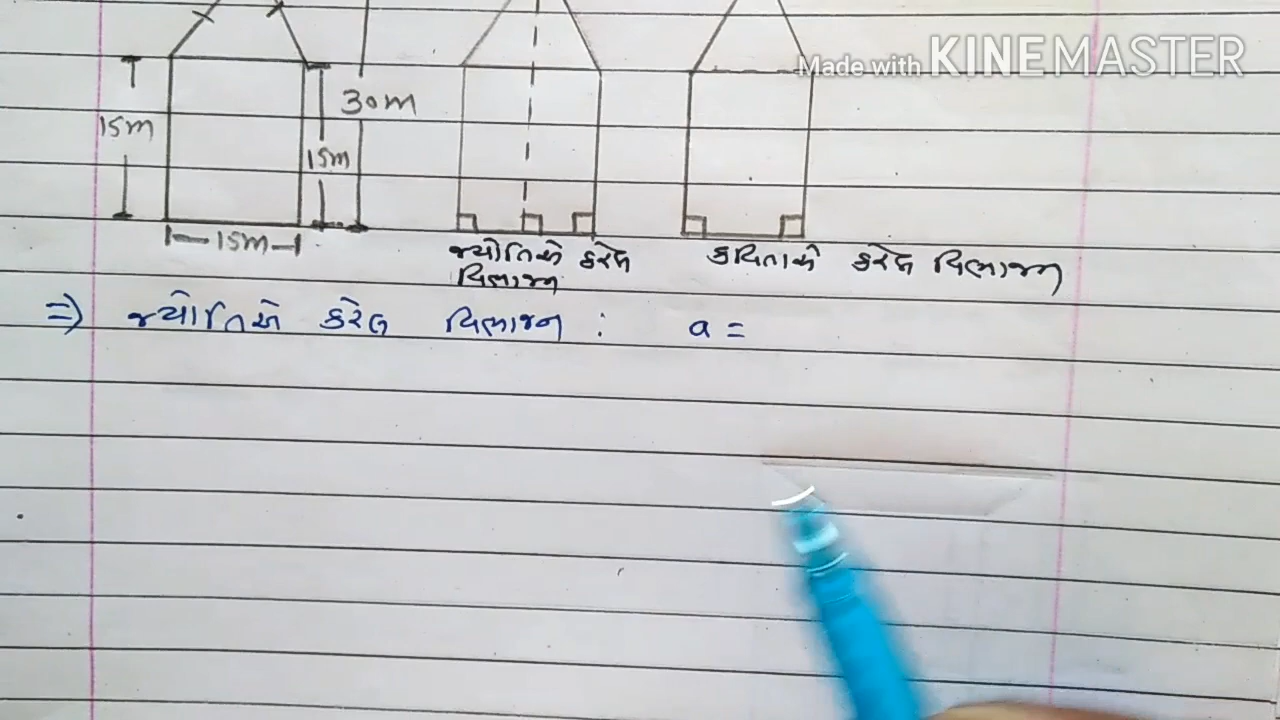 Made with KINEMASTER
30m
15m
15m
15m
જ્યોતિએ કરેલ
વિભાજન
કવિતાએ કરેલ વિભાજન
=> જ્યોતિએ કરેલ વિભાજન : a =